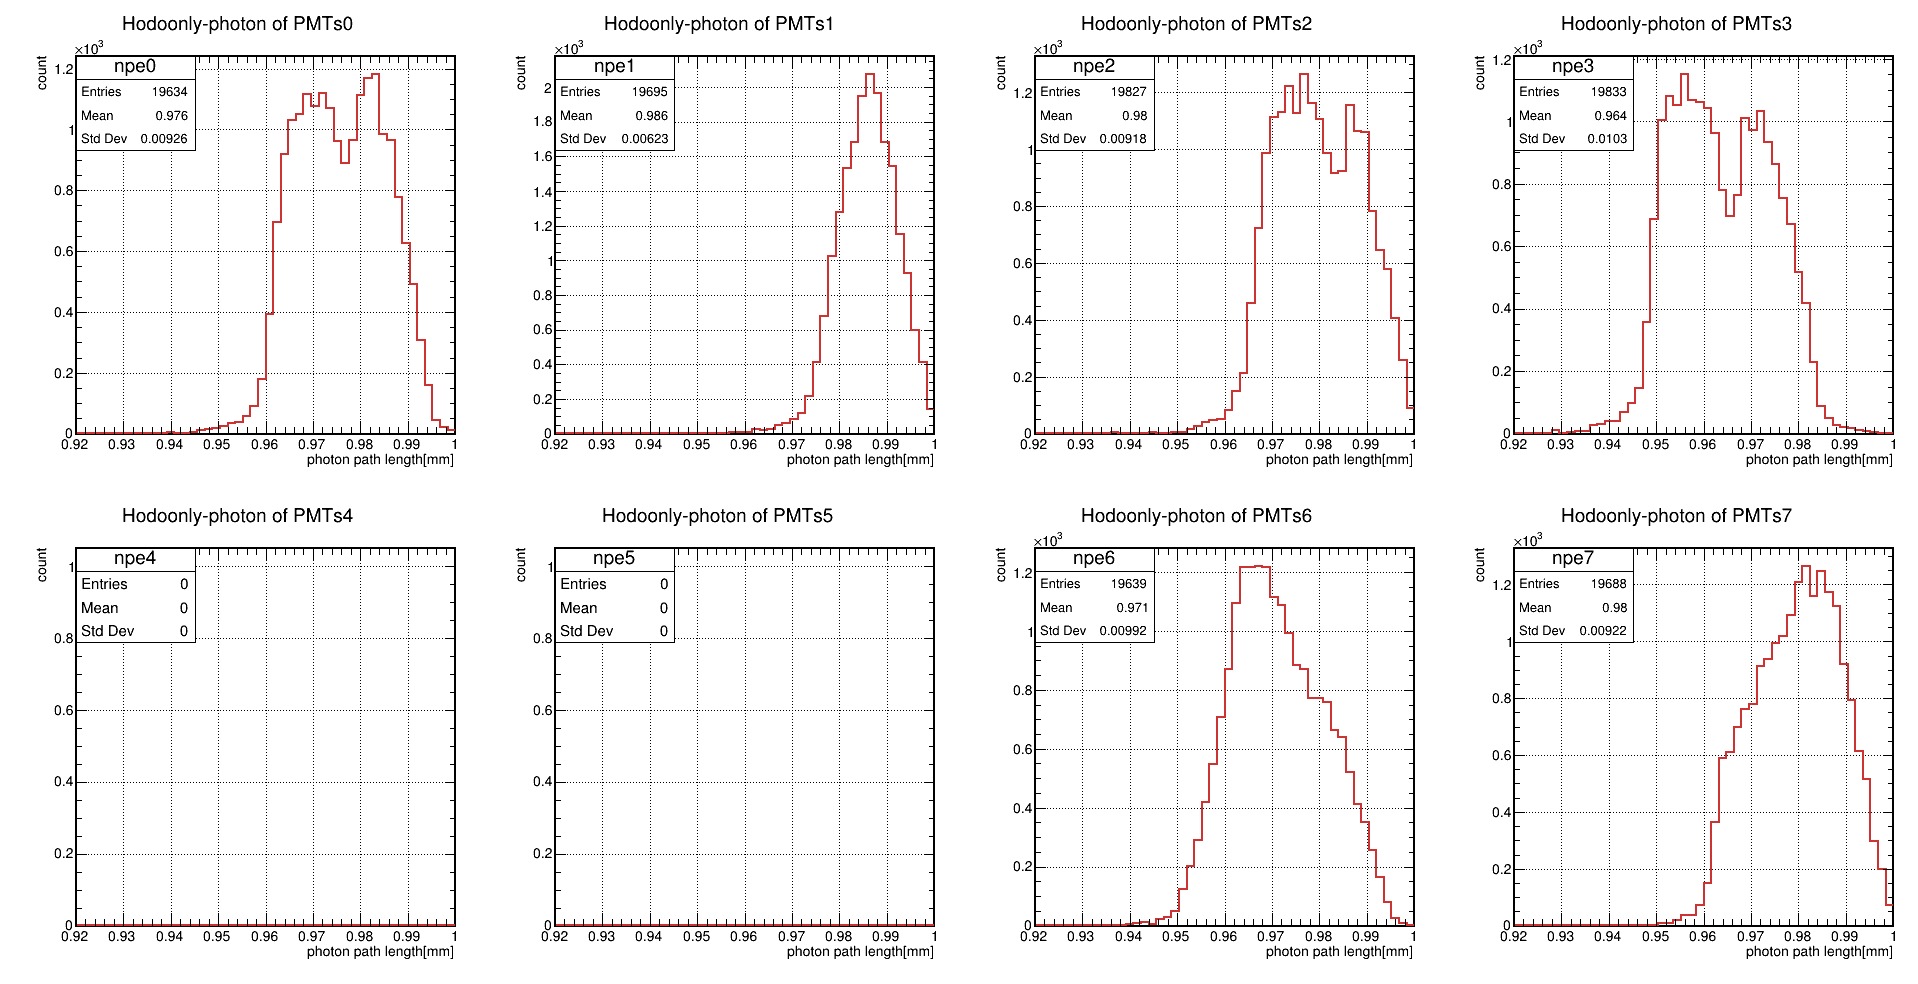 Hodoonly-photon of PMTs0
×10³
count
npe0
Entries 19634
Mean 0.976
Std Dev 0.00926
1.2
1
0.8
0.6
0.4
0.2
0
0.92 0.93 0.94 0.95 0.96 0.97 0.98 0.99 1
photon path length[mm]
Hodoonly-photon of PMTs1
×10³
count
npe1
Entries 19695
Mean 0.986
Std Dev 0.00623
2
1.8
1.6
1.4
1.2
1
0.8
0.6
0.4
0.2
0
0.92 0.93 0.94 0.95 0.96 0.97 0.98 0.99 1
photon path length[mm]
Hodoonly-photon of PMTs2
×10³
count
npe2
Entries 19827
Mean 0.98
Std Dev 0.00918
1.2
1
0.8
0.6
0.4
0.2
0
0.92 0.93 0.94 0.95 0.96 0.97 0.98 0.99 1
photon path length[mm]
Hodoonly-photon of PMTs3
×10³
count
npe3
Entries 19833
Mean 0.964
Std Dev 0.0103
1.2
1
0.8
0.6
0.4
0.2
0
0.92 0.93 0.94 0.95 0.96 0.97 0.98 0.99 1
photon path length[mm]
Hodoonly-photon of PMTs4
count
npe4
Entries 0
Mean 0
Std Dev 0
1
0.8
0.6
0.4
0.2
0
0.92 0.93 0.94 0.95 0.96 0.97 0.98 0.99 1
photon path length[mm]
Hodoonly-photon of PMTs5
count
npe5
Entries 0
Mean 0
Std Dev 0
1
0.8
0.6
0.4
0.2
0
0.92 0.93 0.94 0.95 0.96 0.97 0.98 0.99 1
photon path length[mm]
Hodoonly-photon of PMTs6
×10³
count
npe6
Entries 19639
Mean 0.971
Std Dev 0.00992
1.2
1
0.8
0.6
0.4
0.2
0
0.92 0.93 0.94 0.95 0.96 0.97 0.98 0.99 1
photon path length[mm]
Hodoonly-photon of PMTs7
×10³
count
npe7
Entries 19688
Mean 0.98
Std Dev 0.00922
1.2
1
0.8
0.6
0.4
0.2
0
0.92 0.93 0.94 0.95 0.96 0.97 0.98 0.99 1
photon path length[mm]